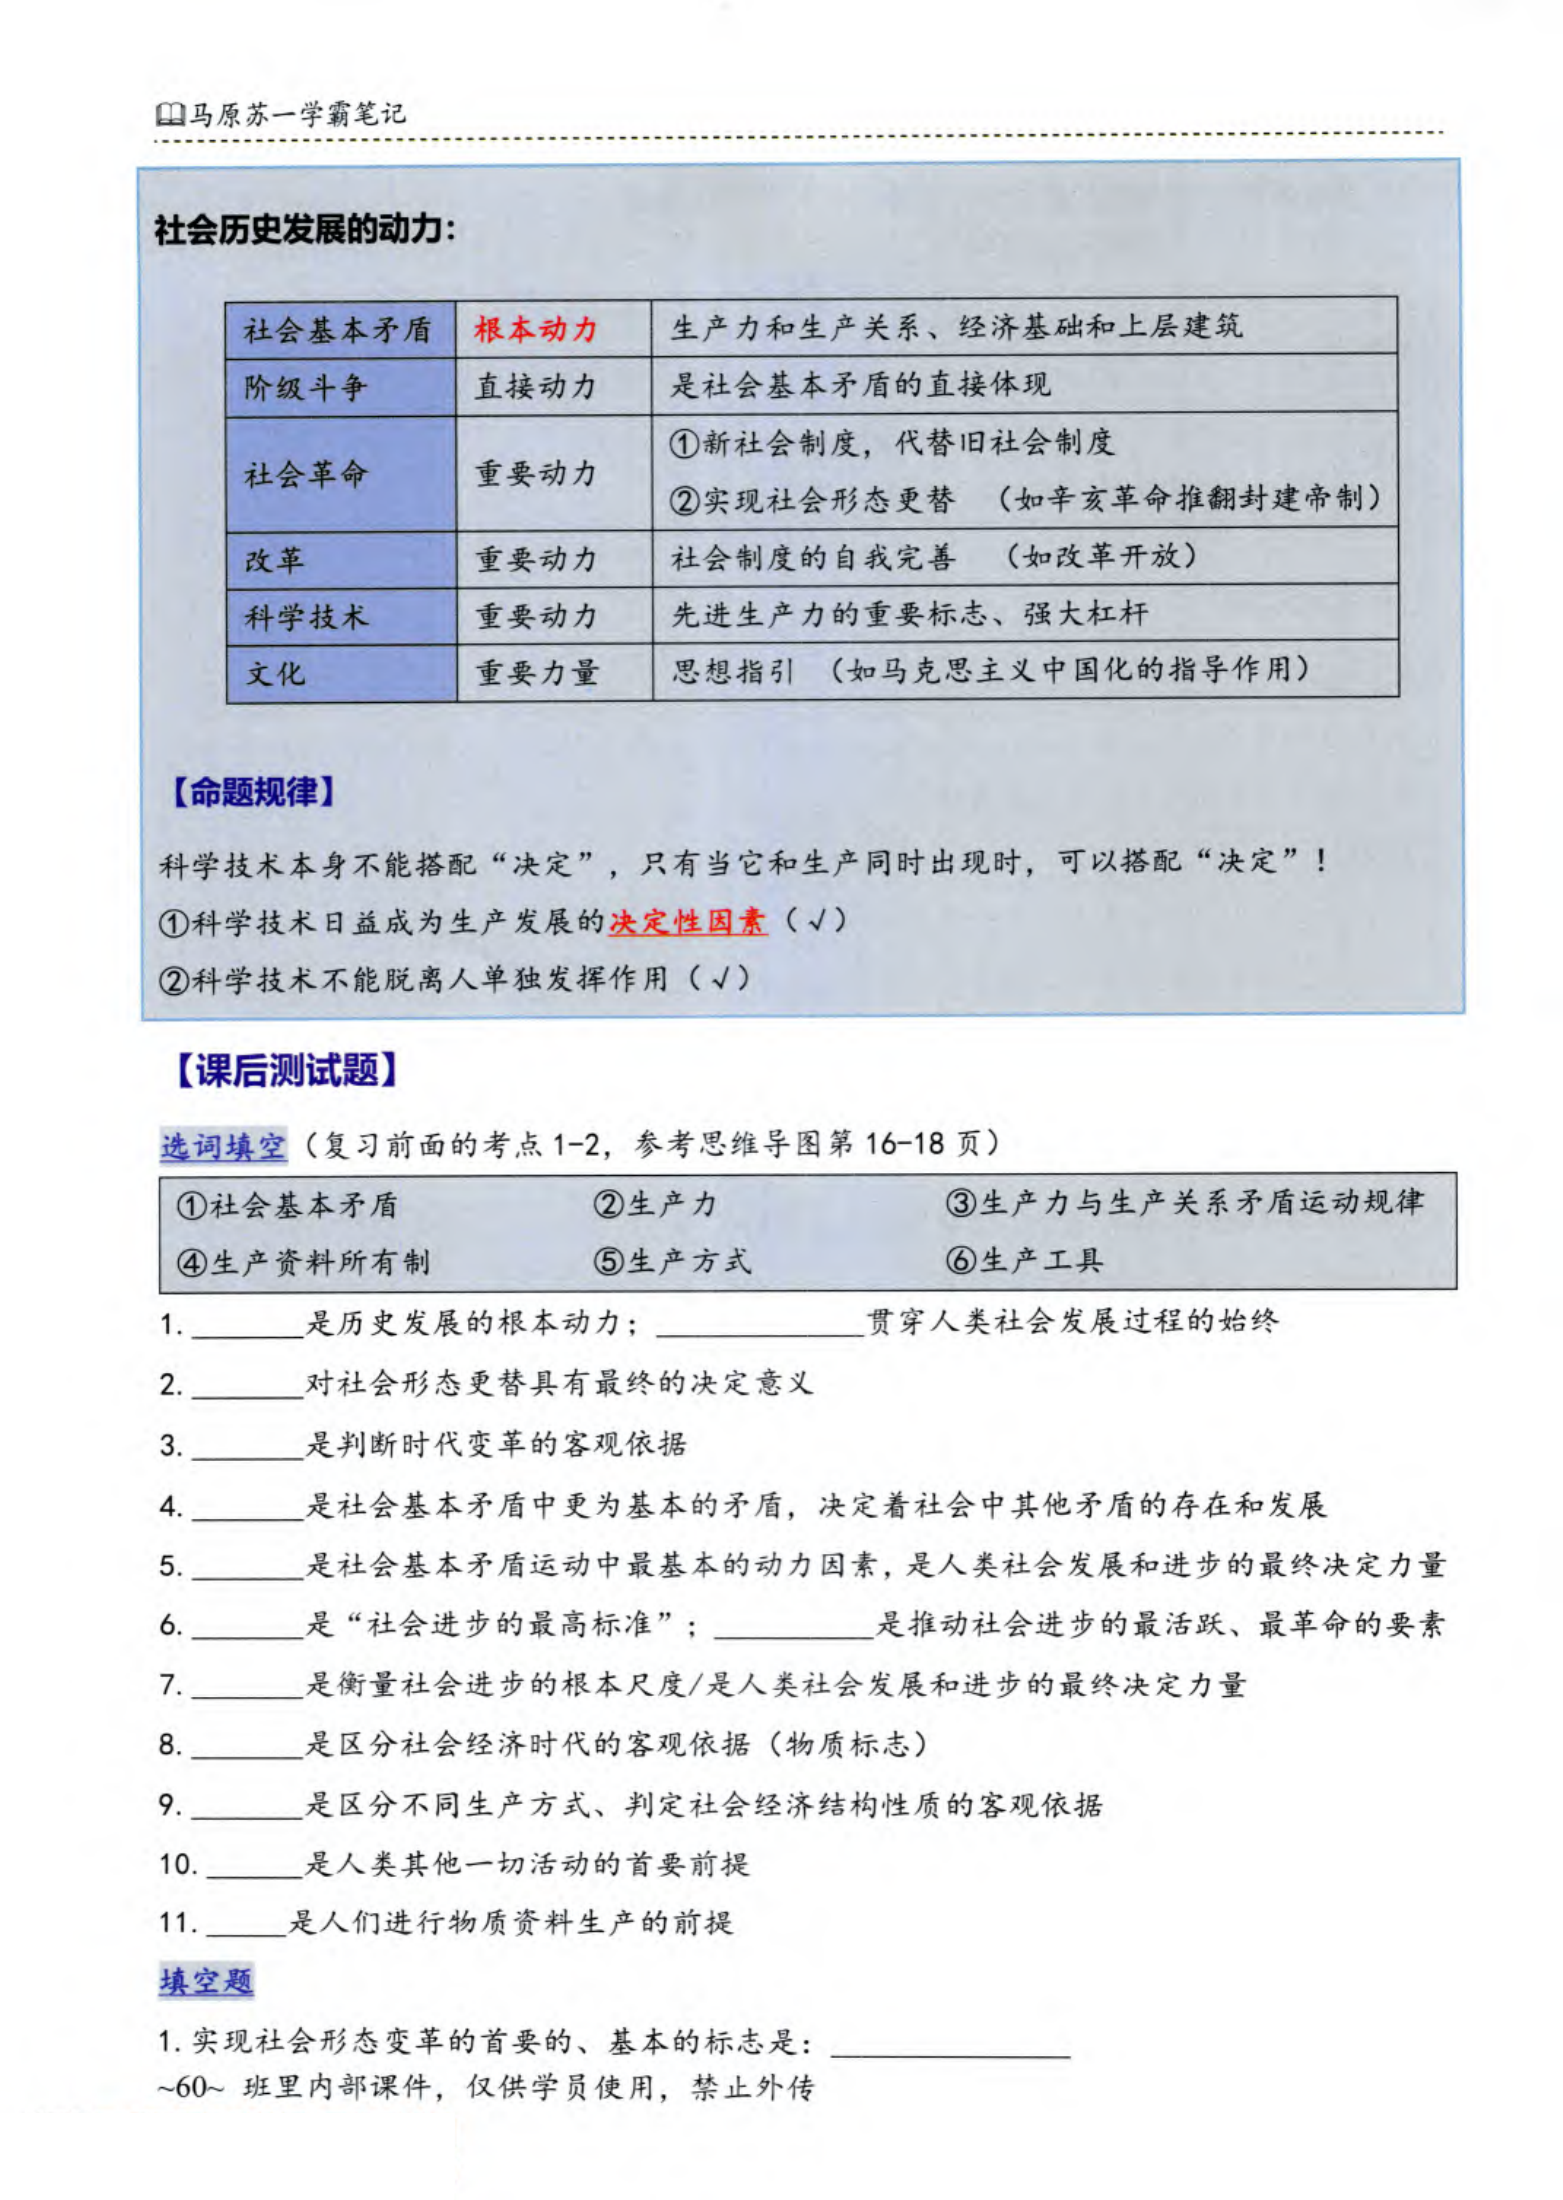 马原苏一学霸笔记
社会历史发展的动力：
社会基本矛盾 根本动力 生产力和生产关系、经济基础和上层建筑
阶级斗争 直接动力 是社会基本矛盾的直接体现
社会革命 重要动力 ①新社会制度，代替旧社会制度
②实现社会形态更替 （如辛亥革命推翻封建帝制）
改革 重要动力 社会制度的自我完善 （如改革开放）
科学技术 重要动力 先进生产力的重要标志、强大杠杆
文化 重要力量 思想指引 （如马克思主义中国化的指导作用）
【命题规律】
科学技术本身不能搭配“决定”，只有当它和生产同时出现时，可以搭配“决定”！
①科学技术日益成为生产发展的决定性因素（√）
②科学技术不能脱离人单独发挥作用（√）
【课后测试题】
选词填空（复习前面的考点1-2，参考思维导图第16-18页）
①社会基本矛盾 ②生产力 ③生产力与生产关系矛盾运动规律
④生产资料所有制 ⑤生产方式 ⑥生产工具
1.______是历史发展的根本动力；____________贯穿人类社会发展过程的始终
2.______对社会形态更替具有最终的决定意义
3.______是判断时代变革的客观依据
4.______是社会基本矛盾中更为基本的矛盾，决定着社会中其他矛盾的存在和发展
5.______是社会基本矛盾运动中最基本的动力因素，是人类社会发展和进步的最终决定力量
6.______是“社会进步的最高标准”；_________是推动社会进步的最活跃、最革命的要素
7.______是衡量社会进步的根本尺度/是人类社会发展和进步的最终决定力量
8.______是区分社会经济时代的客观依据（物质标志）
9.______是区分不同生产方式、判定社会经济结构性质的客观依据
10.______是人类其他一切活动的首要前提
11._____是人们进行物质资料生产的前提
填空题
1.实现社会形态变革的首要的、基本的标志是：______________
~60~ 班里内部课件，仅供学员使用，禁止外传